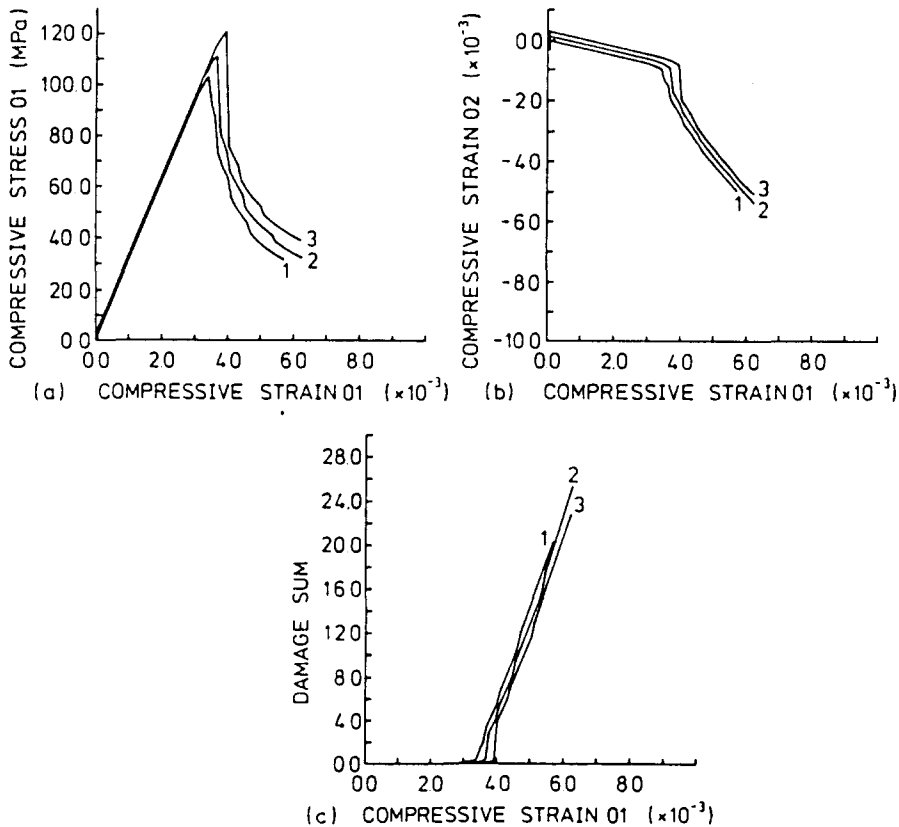 (a)
COMPRESSIVE STRESS 01 (MPa)
120.0
100.0
80.0
60.0
40.0
20.0
0.0
3
2
1
0.0 2.0 4.0 6.0 8.0
COMPRESSIVE STRAIN 01 (×10⁻³)
(b)
COMPRESSIVE STRAIN 02 (×10⁻³)
0.0
-2.0
-4.0
-6.0
-8.0
-10.0
3
1
2
0.0 2.0 4.0 6.0 8.0
COMPRESSIVE STRAIN 01 (×10⁻³)
DAMAGE SUM
28.0
24.0
20.0
16.0
12.0
8.0
4.0
0.0
2
3
1
0.0 2.0 4.0 6.0 8.0
(c) COMPRESSIVE STRAIN 01 (×10⁻³)